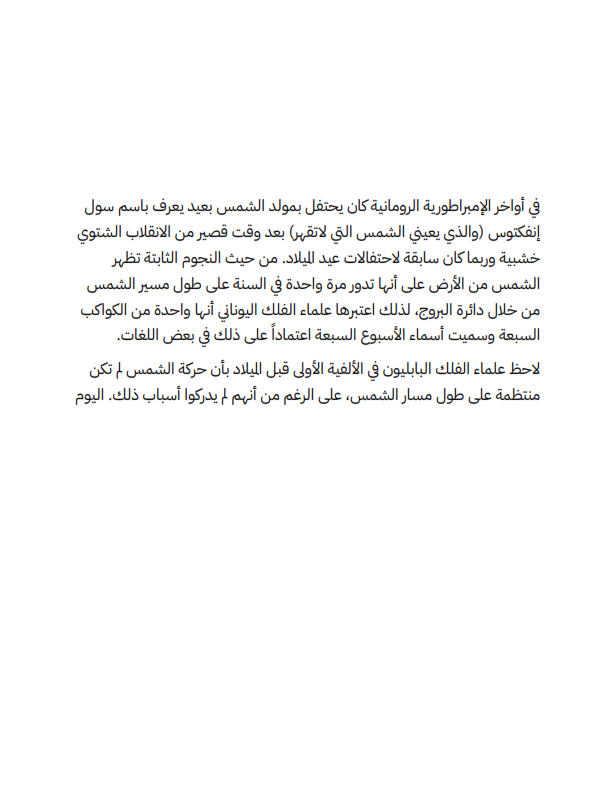 في أواخر الإمبراطورية الرومانية كان يحتفل بمولد الشمس بعيد يعرف باسم سول
إنفكتوس (والذي يعيني الشمس التي لاتقهر) بعد وقت قصير من الانقلاب الشتوي
خشبية وربما كان سابقة لاحتفالات عيد الميلاد. من حيث النجوم الثابتة تظهر
الشمس من الأرض على أنها تدور مرة واحدة في السنة على طول مسير الشمس
من خلال دائرة البروج، لذلك اعتبرها علماء الفلك اليوناني أنها واحدة من الكواكب
السبعة وسميت أسماء الأسبوع السبعة اعتماداً على ذلك في بعض اللغات.
لاحظ علماء الفلك البابليون في الألفية الأولى قبل الميلاد بأن حركة الشمس لم تكن
منتظمة على طول مسار الشمس، على الرغم من أنهم لم يدركوا أسباب ذلك. اليوم